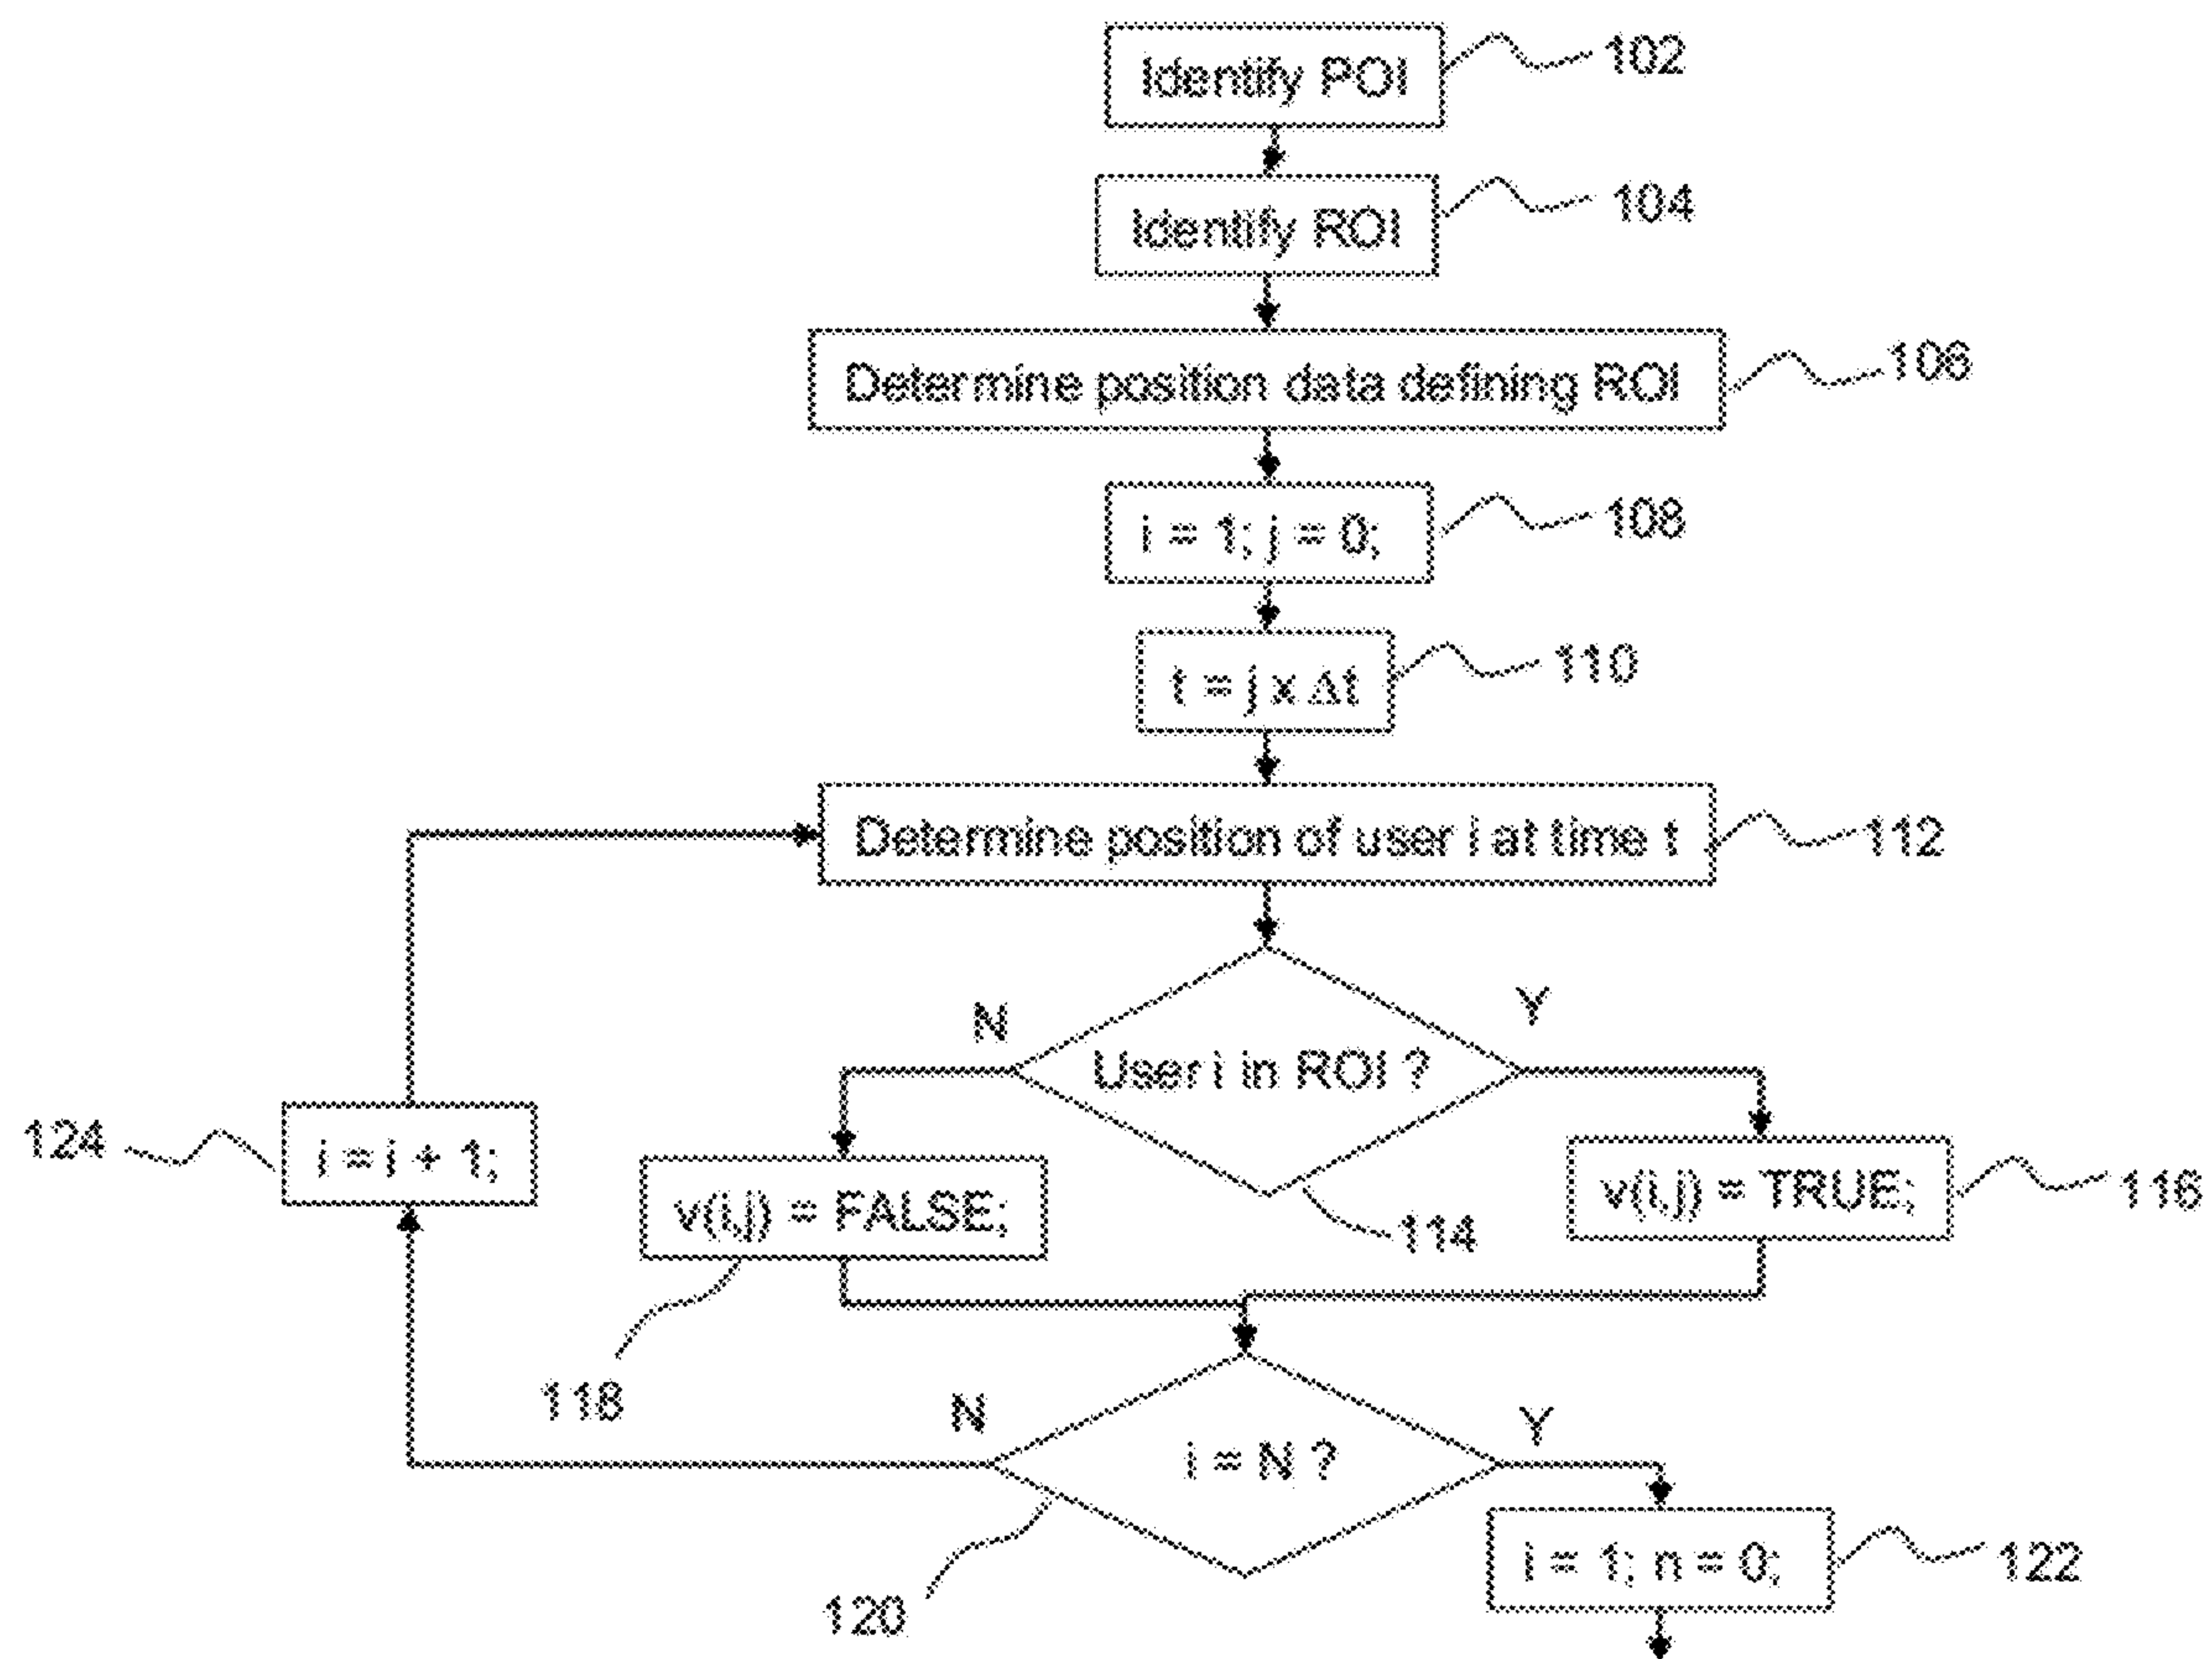 Identify POI
102
Identify ROI
104
Determine position data defining ROI
106
i = 1; j = 0;
108
t = j x Δt
110
Determine position of user i at time t
112
N
Y
User i in ROI ?
114
124
i = i + 1;
v(i,j) = FALSE;
118
v(i,j) = TRUE;
116
N
Y
i = N ?
120
i = 1; n = 0;
122